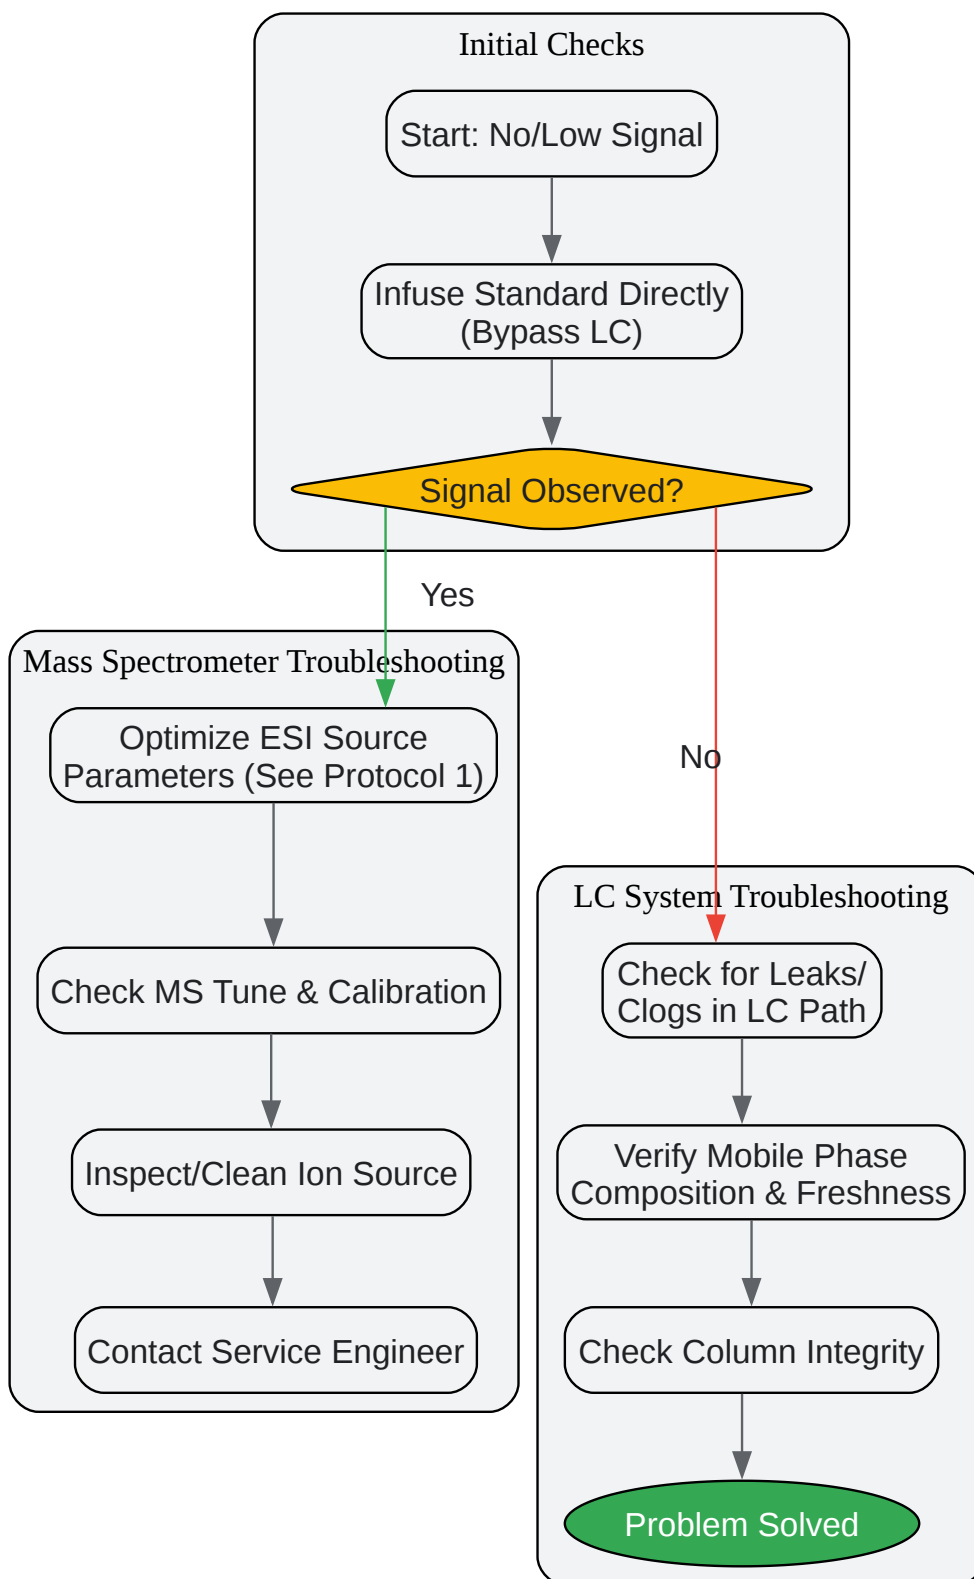 Initial Checks
Start: No/Low Signal
Infuse Standard Directly
(Bypass LC)
Signal Observed?
Yes
Mass Spectrometer Troubleshooting
Optimize ESI Source
Parameters (See Protocol 1)
Check MS Tune & Calibration
Inspect/Clean Ion Source
Contact Service Engineer
No
LC System Troubleshooting
Check for Leaks/
Clogs in LC Path
Verify Mobile Phase
Composition & Freshness
Check Column Integrity
Problem Solved